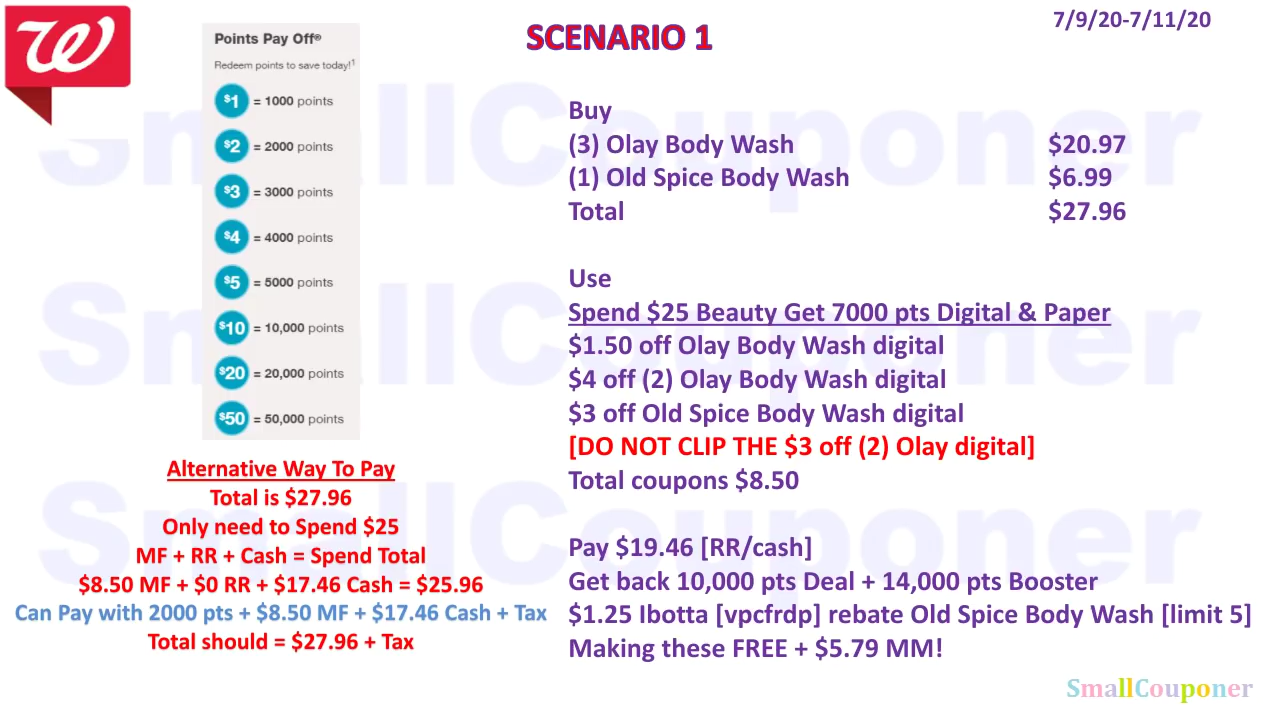 7/9/20-7/11/20
SCENARIO 1
W
Points Pay Off®
Redeem points to save today!1
$1 = 1000 points
$2 = 2000 points
$3 = 3000 points
$4 = 4000 points
$5 = 5000 points
$10 = 10,000 points
$20 = 20,000 points
$50 = 50,000 points
Alternative Way To Pay
Total is $27.96
Only need to Spend $25
MF + RR + Cash = Spend Total
$8.50 MF + $0 RR + $17.46 Cash = $25.96
Can Pay with 2000 pts + $8.50 MF + $17.46 Cash + Tax
Total should = $27.96 + Tax
Buy
(3) Olay Body Wash $20.97
(1) Old Spice Body Wash $6.99
Total $27.96
Use
Spend $25 Beauty Get 7000 pts Digital & Paper
$1.50 off Olay Body Wash digital
$4 off (2) Olay Body Wash digital
$3 off Old Spice Body Wash digital
[DO NOT CLIP THE $3 off (2) Olay digital]
Total coupons $8.50
Pay $19.46 [RR/cash]
Get back 10,000 pts Deal + 14,000 pts Booster
$1.25 Ibotta [vpcfrdp] rebate Old Spice Body Wash [limit 5]
Making these FREE + $5.79 MM!
SmallCouponer
SmallCouponer
SmallCouponer
SmallCouponer